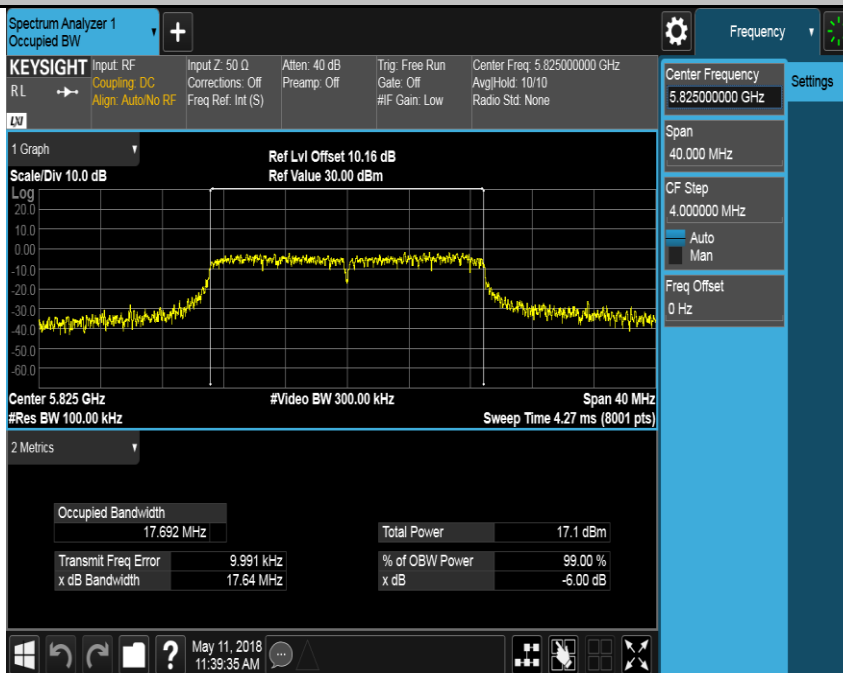 Spectrum Analyzer 1
Occupied BW
+
Frequency
KEYSIGHT
R L
LXI
Input: RF
Coupling: DC
Align: Auto/No RF
Input Z: 50 Ω
Corrections: Off
Freq Ref: Int (S)
Atten: 40 dB
Preamp: Off
Trig: Free Run
Gate: Off
#IF Gain: Low
Center Freq: 5.825000000 GHz
Avg|Hold: 10/10
Radio Std: None
Center Frequency
5.825000000 GHz
Settings
Span
40.000 MHz
CF Step
4.000000 MHz
Auto
Man
Freq Offset
0 Hz
1 Graph
Scale/Div 10.0 dB
Ref Lvl Offset 10.16 dB
Ref Value 30.00 dBm
Log
20.0
10.0
0.00
-10.0
-20.0
-30.0
-40.0
-50.0
-60.0
Center 5.825 GHz
#Video BW 300.00 kHz
Span 40 MHz
#Res BW 100.00 kHz
Sweep Time 4.27 ms (8001 pts)
2 Metrics
Occupied Bandwidth
17.692 MHz
Total Power 17.1 dBm
Transmit Freq Error 9.991 kHz
% of OBW Power 99.00 %
x dB Bandwidth 17.64 MHz
x dB -6.00 dB
?
May 11, 2018
11:39:35 AM